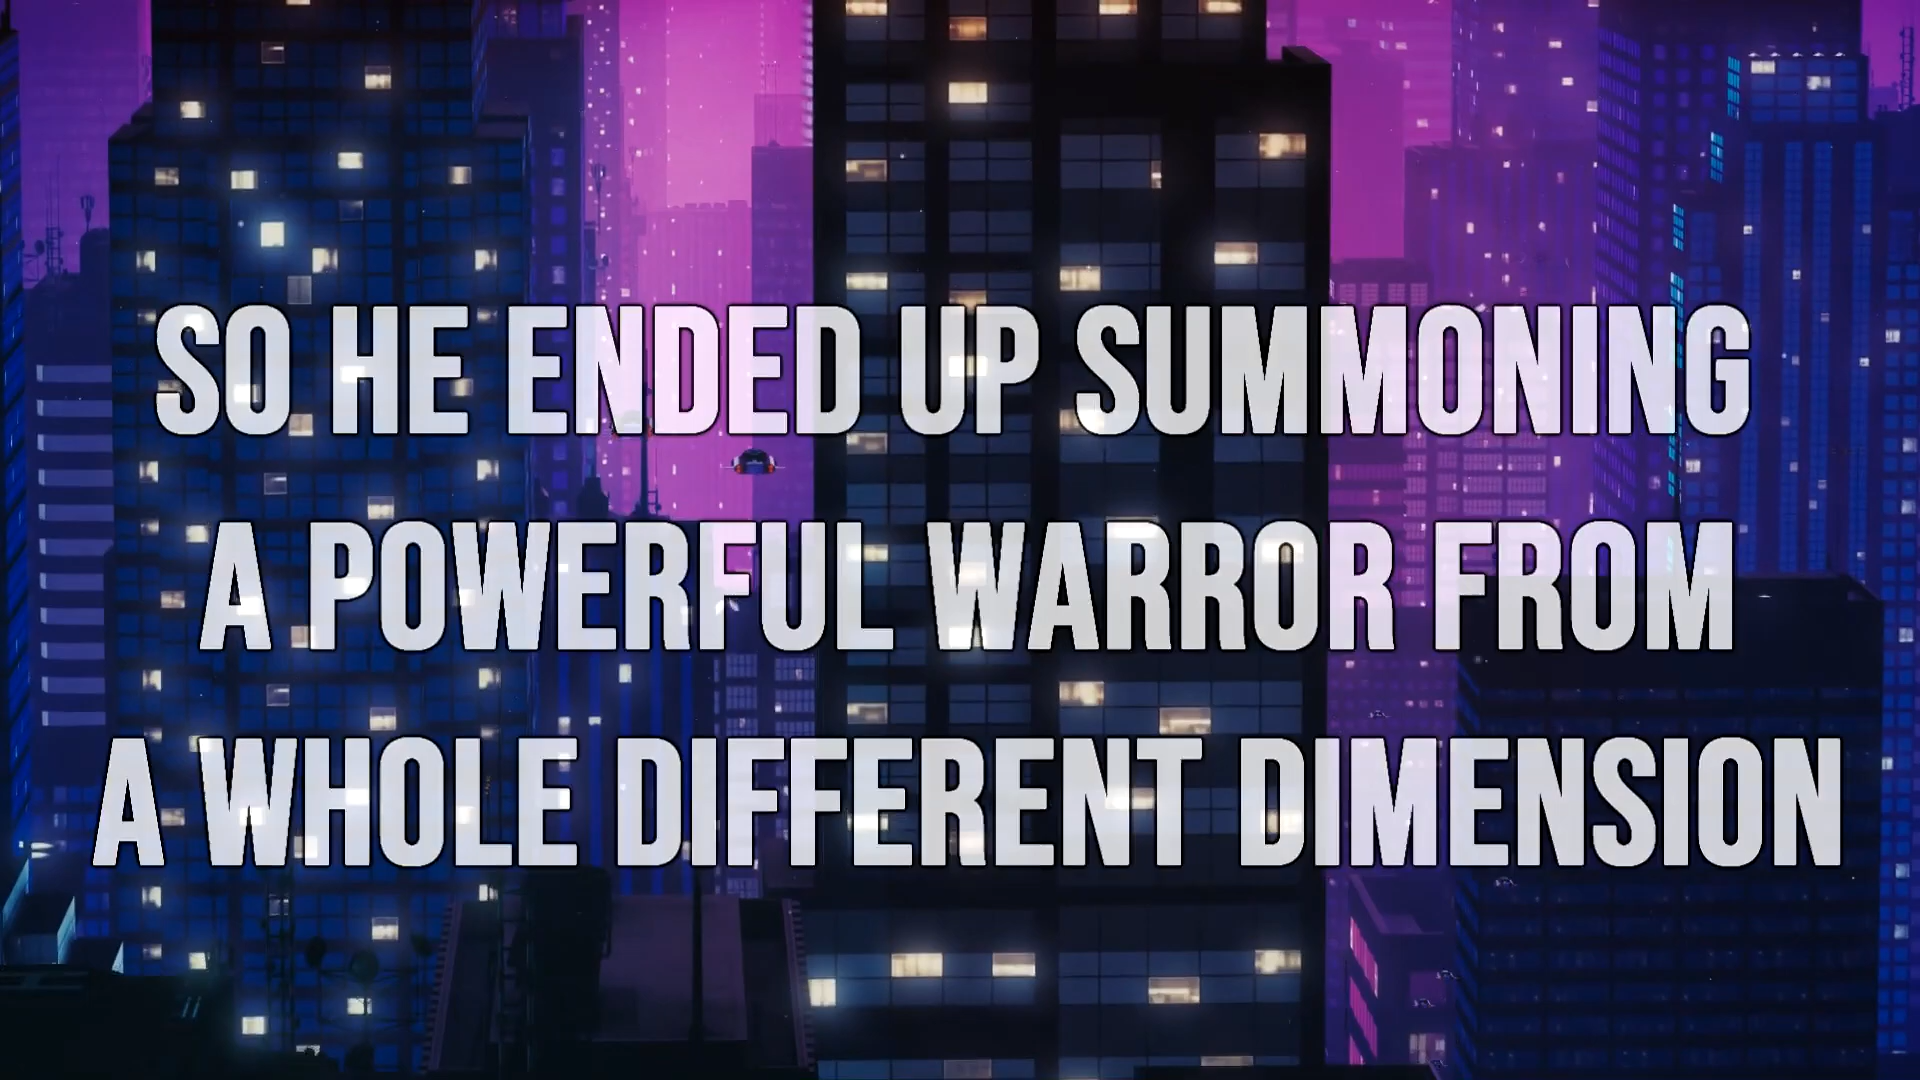 SO HE ENDED UP SUMMONING
A POWERFUL WARROR FROM
A WHOLE DIFFERENT DIMENSION